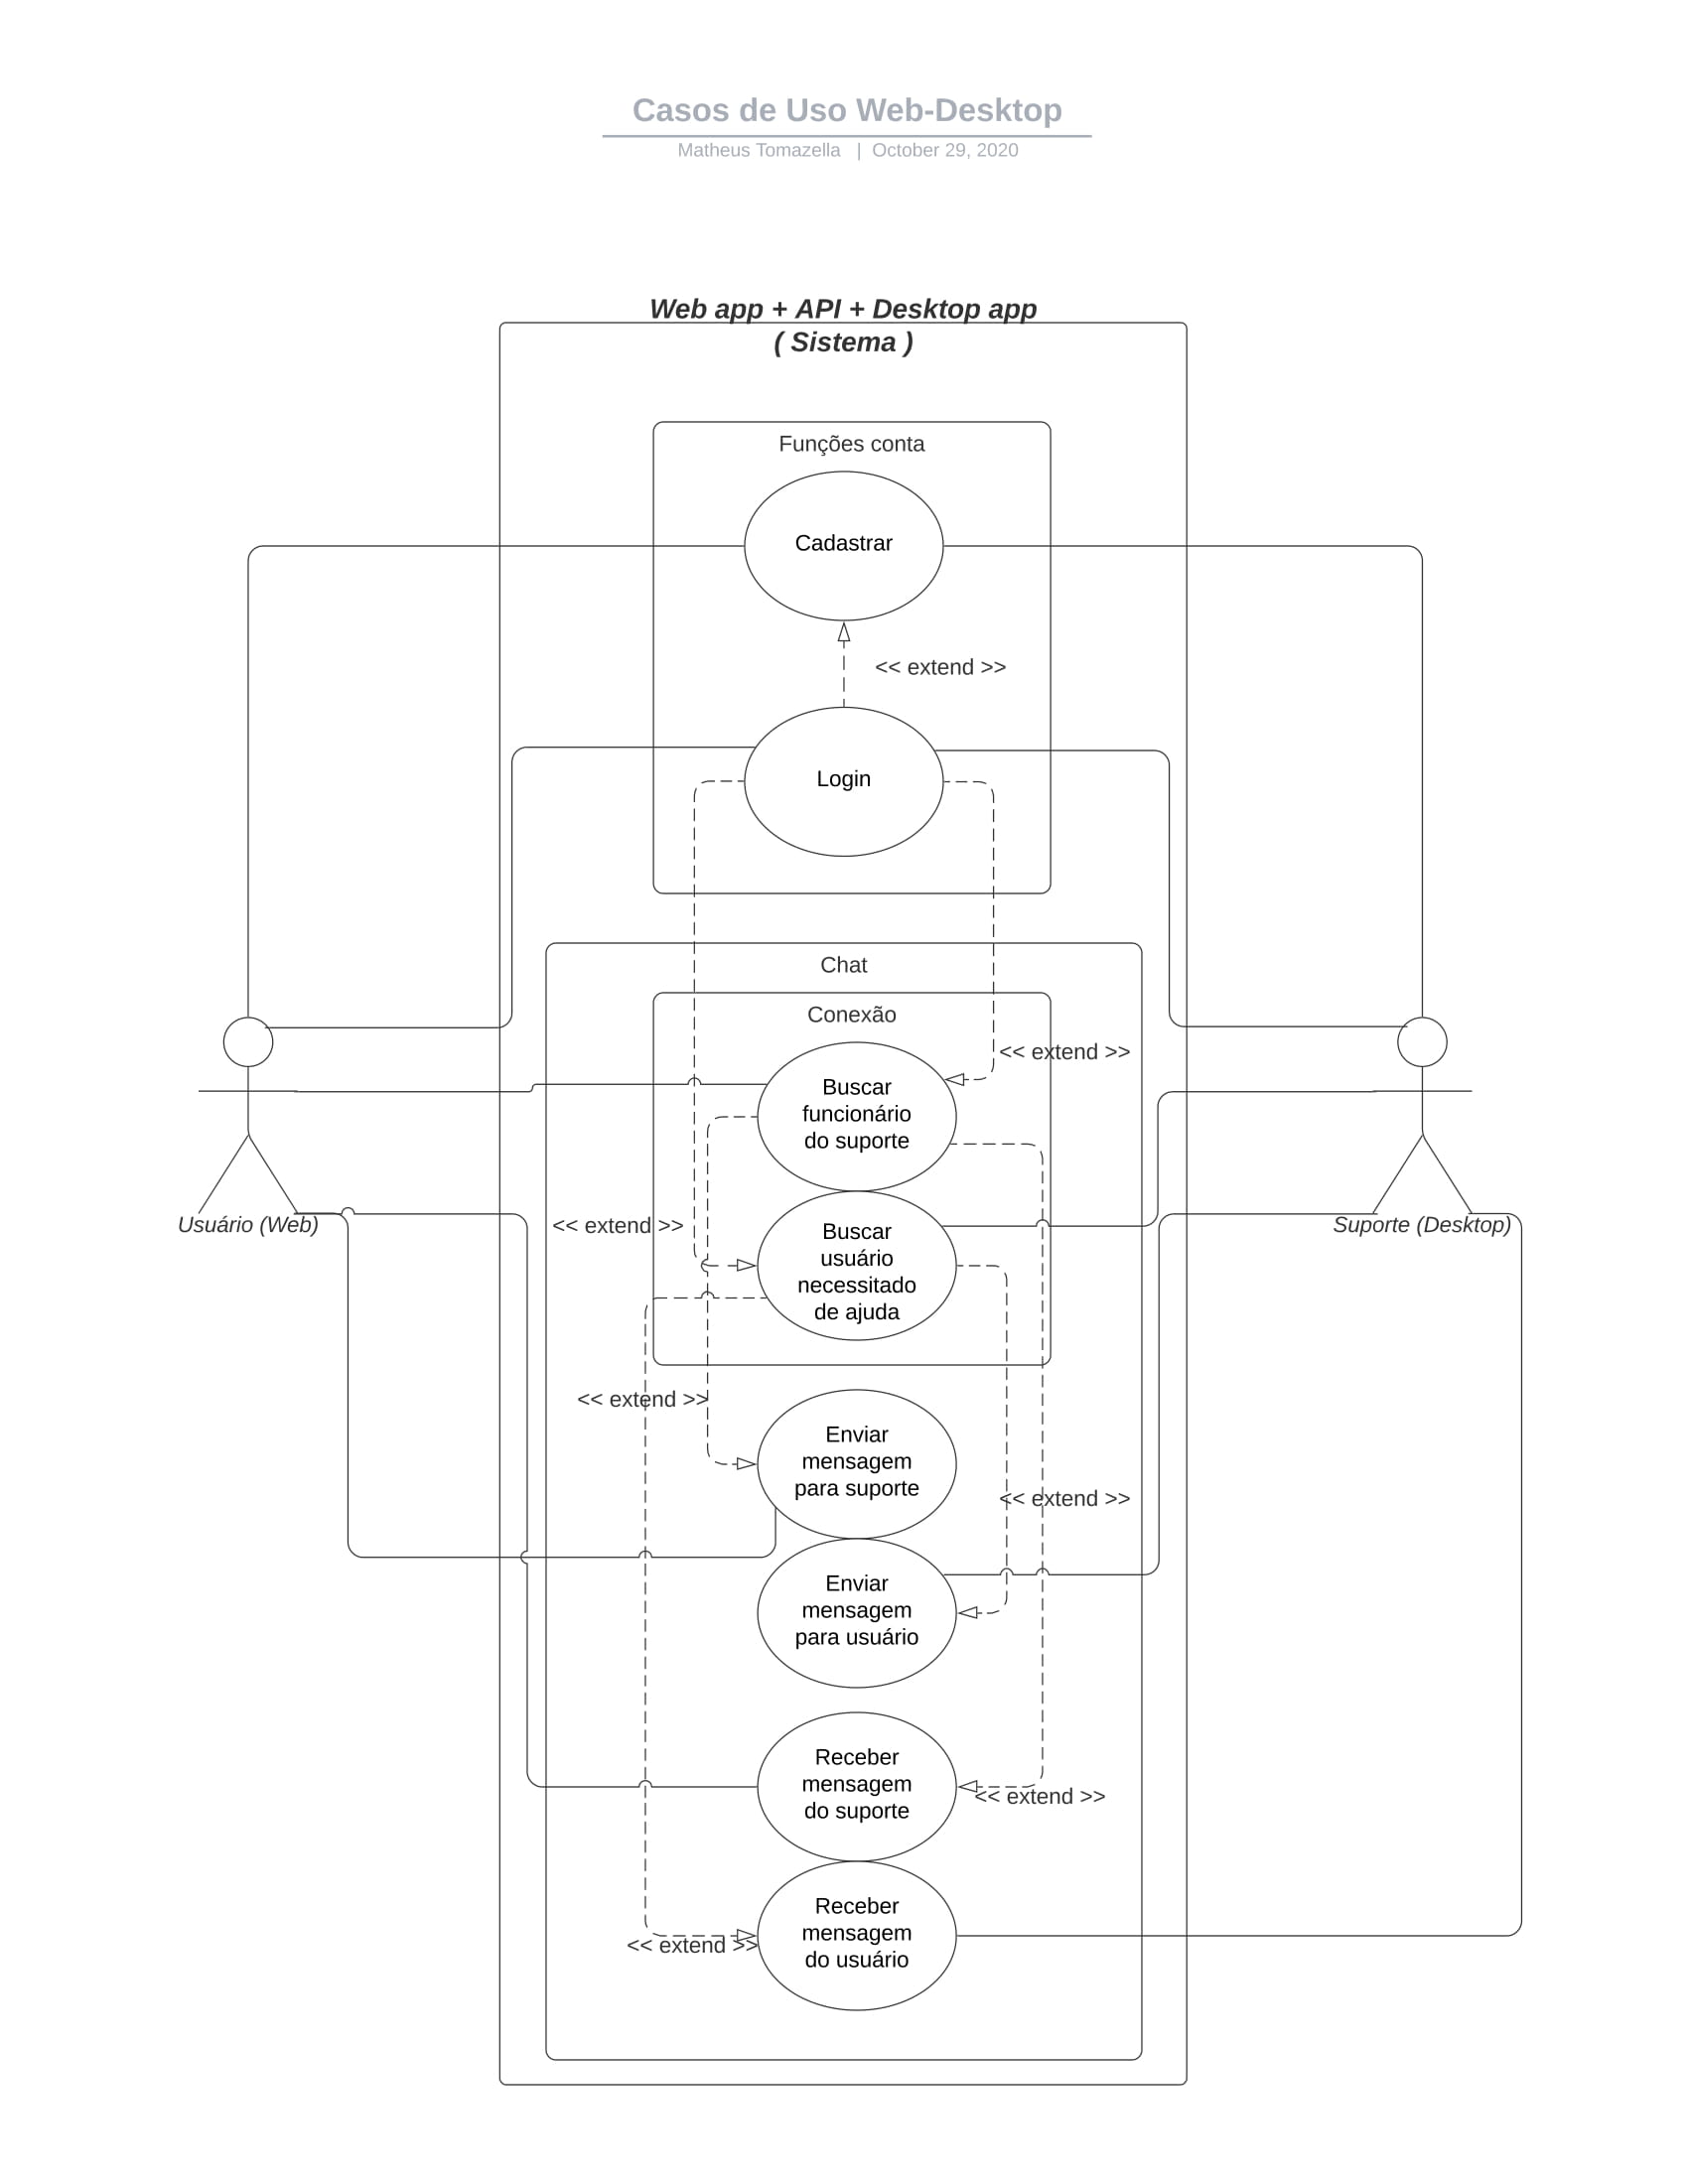 Casos de Uso Web-Desktop
Matheus Tomazella | October 29, 2020
Web app + API + Desktop app
( Sistema )
Funções conta
Cadastrar
<< extend >>
Login
Chat
Conexão
<< extend >>
Buscar
funcionário
do suporte
Usuário (Web)
<< extend >>
Suporte (Desktop)
Buscar
usuário
necessitado
de ajuda
<< extend >>
Enviar
mensagem
para suporte
<< extend >>
Enviar
mensagem
para usuário
Receber
mensagem
do suporte
<< extend >>
Receber
mensagem
do usuário
<< extend >>